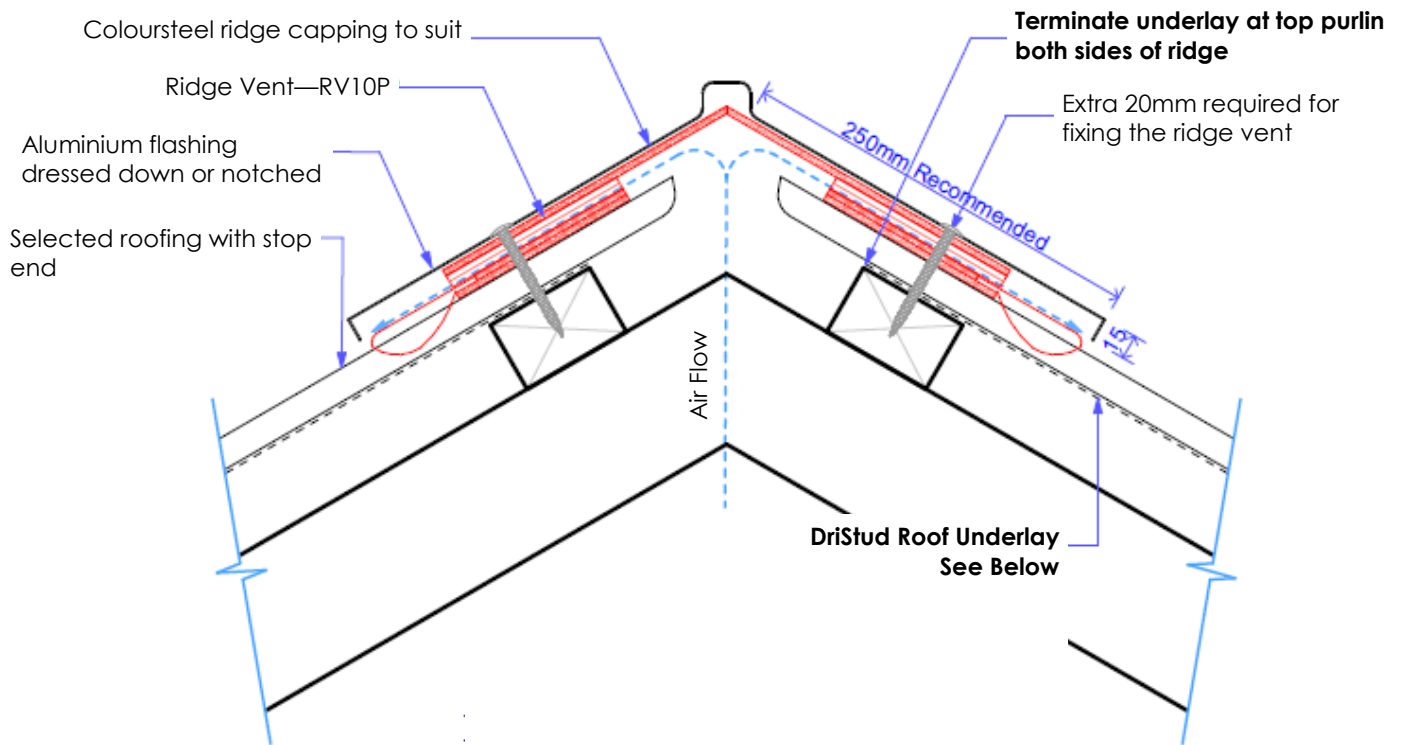 Coloursteel ridge capping to suit
Ridge Vent—RV10P
Aluminium flashing
dressed down or notched
Selected roofing with stop
end
Terminate underlay at top purlin
both sides of ridge
Extra 20mm required for
fixing the ridge vent
250mm Recommended
15
Air Flow
DriStud Roof Underlay
See Below